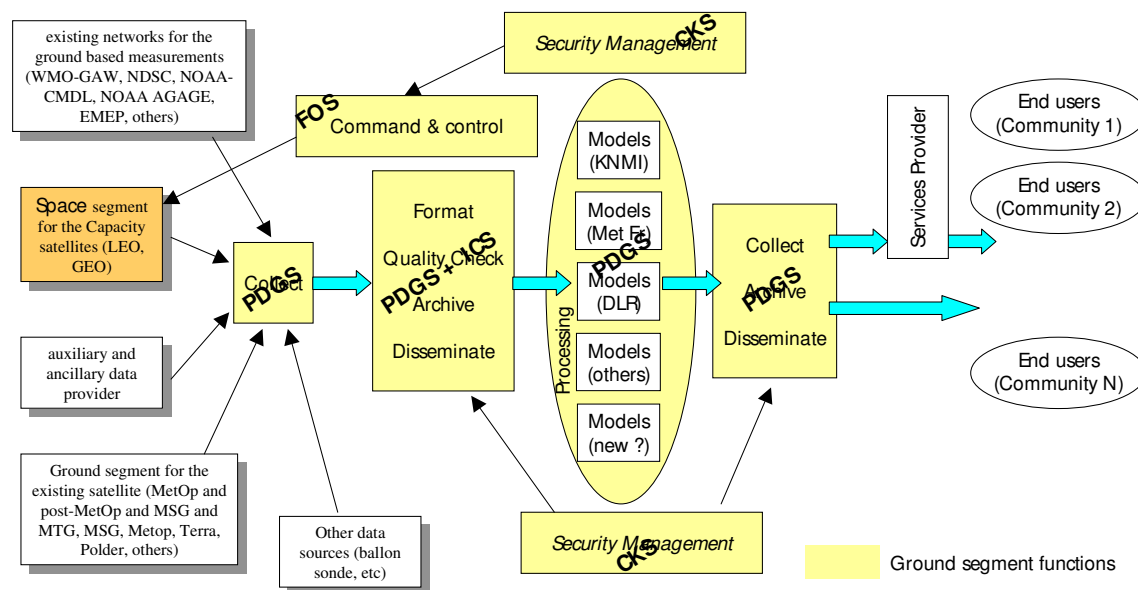 existing networks for the
ground based measurements
(WMO-GAW, NDSC, NOAA-
CMDL, NOAA AGAGE,
EMEP, others)
Security Management
CKS
FOS
Command & control
Space segment
for the Capacity
satellites (LEO,
GEO)
Collect
PDGS
auxiliary and
ancillary data
provider
Ground segment for the
existing satellite (MetOp and
post-MetOp and MSG and
MTG, MSG, Metop, Terra,
Polder, others)
Other data
sources (ballon
sonde, etc)
Format
Quality Check
Archive
Disseminate
PDGS + ICS
Processing
Models
(KNMI)
Models
(Met Fr)
Models
(DLR)
Models
(others)
Models
(new ?)
PDGS
Collect
Archive
Disseminate
PDGS
Security Management
CKS
Services Provider
End users
(Community 1)
End users
(Community 2)
End users
(Community N)
Ground segment functions